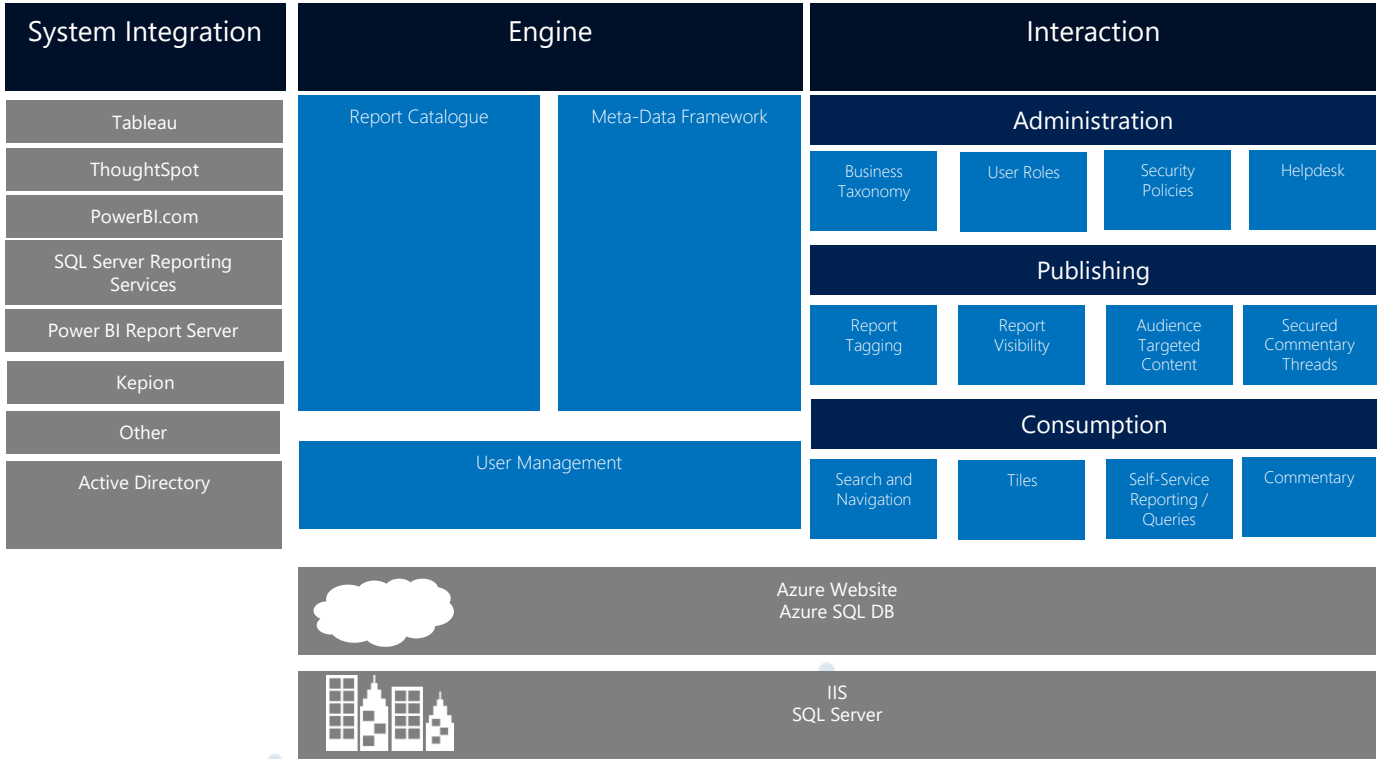 System Integration
Tableau
ThoughtSpot
PowerBI.com
SQL Server Reporting
Services
Power BI Report Server
Kepion
Other
Active Directory
Engine
Report Catalogue
Meta-Data Framework
User Management
Interaction
Administration
Business
Taxonomy
User Roles
Security
Policies
Helpdesk
Publishing
Report
Tagging
Report
Visibility
Audience
Targeted
Content
Secured
Commentary
Threads
Consumption
Search and
Navigation
Tiles
Self-Service
Reporting /
Queries
Commentary
Azure Website
Azure SQL DB
IIS
SQL Server